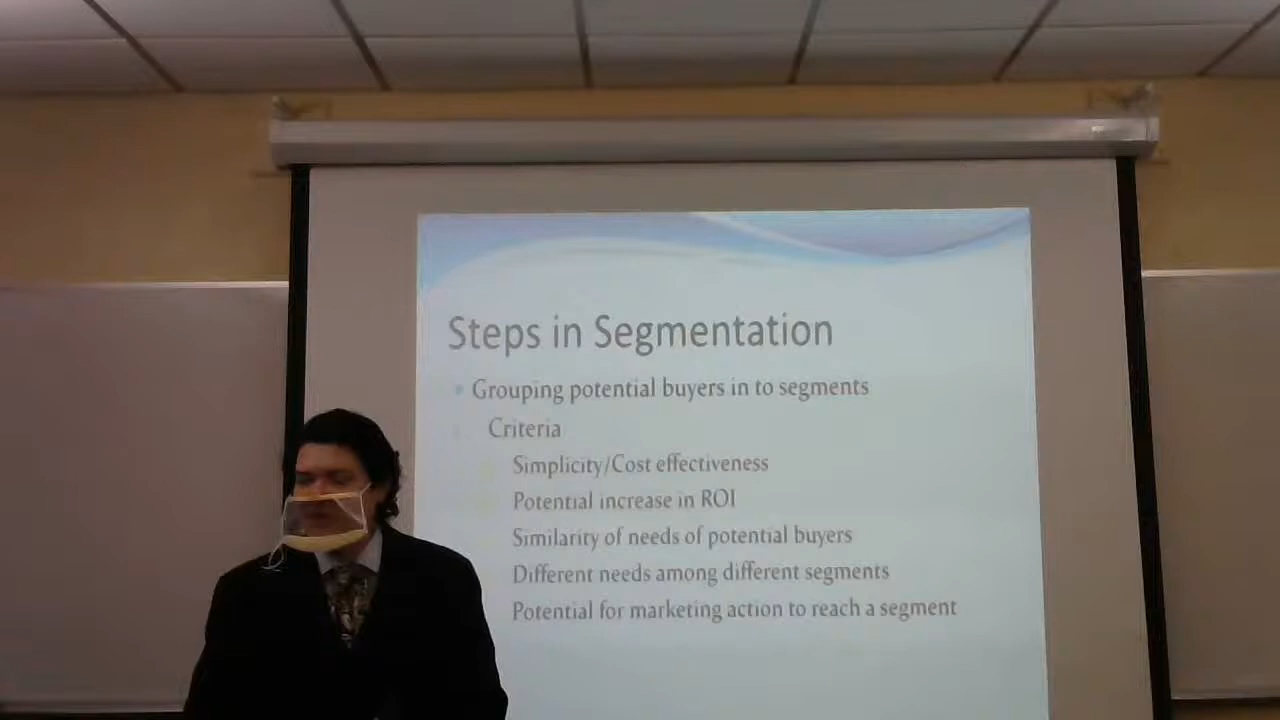 Steps in Segmentation
Grouping potential buyers in to segments
Criteria
Simplicity/Cost effectiveness
Potential increase in ROI
Similarity of needs of potential buyers
Different needs among different segments
Potential for marketing action to reach a segment